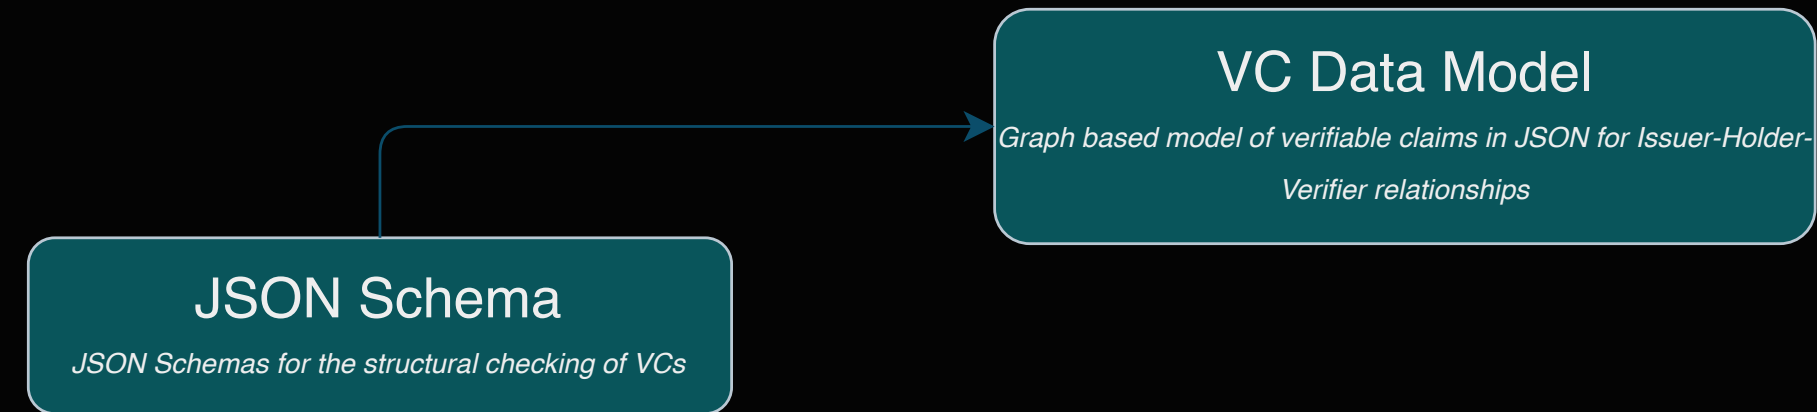 VC Data Model
Graph based model of verifiable claims in JSON for Issuer-Holder-
Verifier relationships
JSON Schema
JSON Schemas for the structural checking of VCs